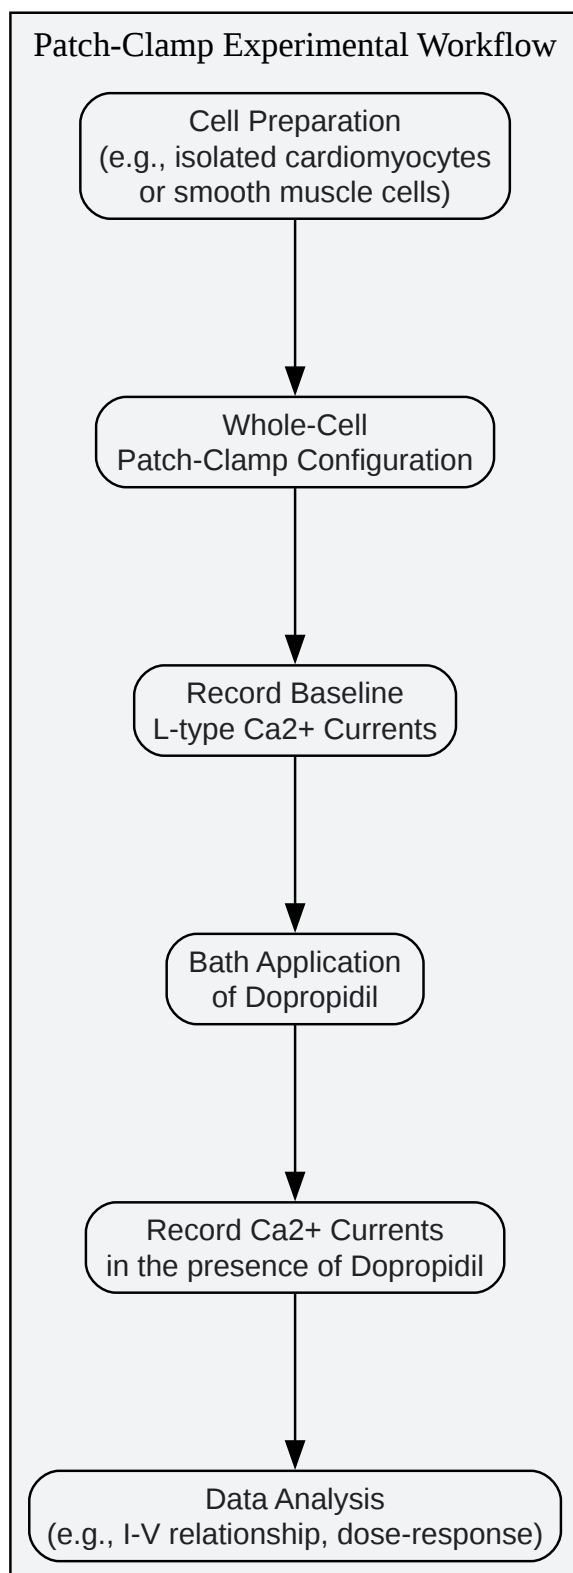 Patch-Clamp Experimental Workflow
Cell Preparation
(e.g., isolated cardiomyocytes
or smooth muscle cells)
Whole-Cell
Patch-Clamp Configuration
Record Baseline
L-type Ca2+ Currents
Bath Application
of Dopropidil
Record Ca2+ Currents
in the presence of Dopropidil
Data Analysis
(e.g., I-V relationship, dose-response)